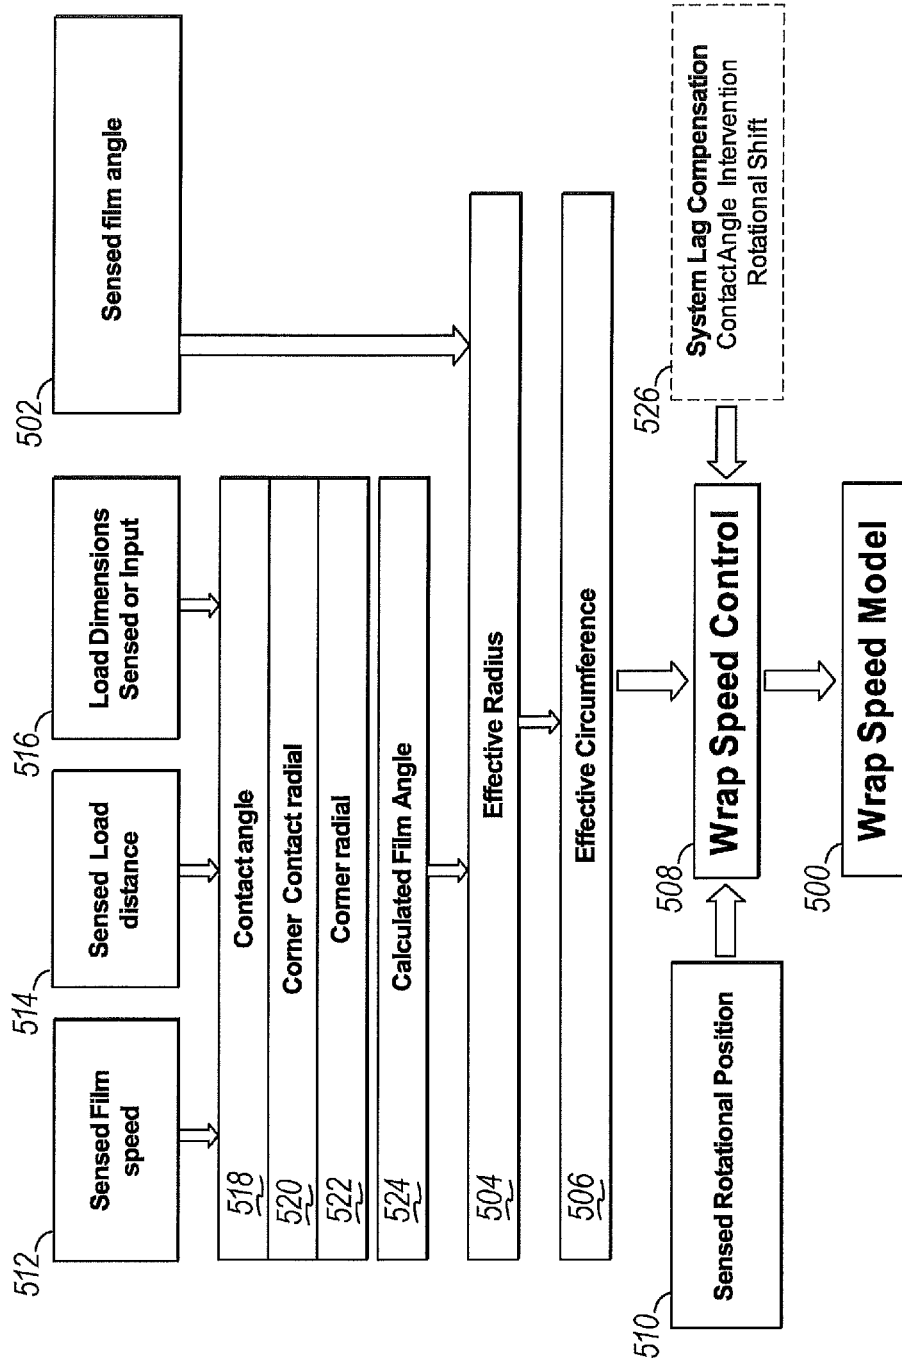 512
Sensed Film
speed
514
Sensed Load
distance
516
Load Dimensions
Sensed or Input
502
Sensed film angle
518
Contact angle
520
Corner Contact radial
522
Corner radial
524
Calculated Film Angle
504
Effective Radius
506
Effective Circumference
510
Sensed Rotational Position
508
Wrap Speed Control
526
System Lag Compensation
ContactAngle Intervention
Rotational Shift
500
Wrap Speed Model